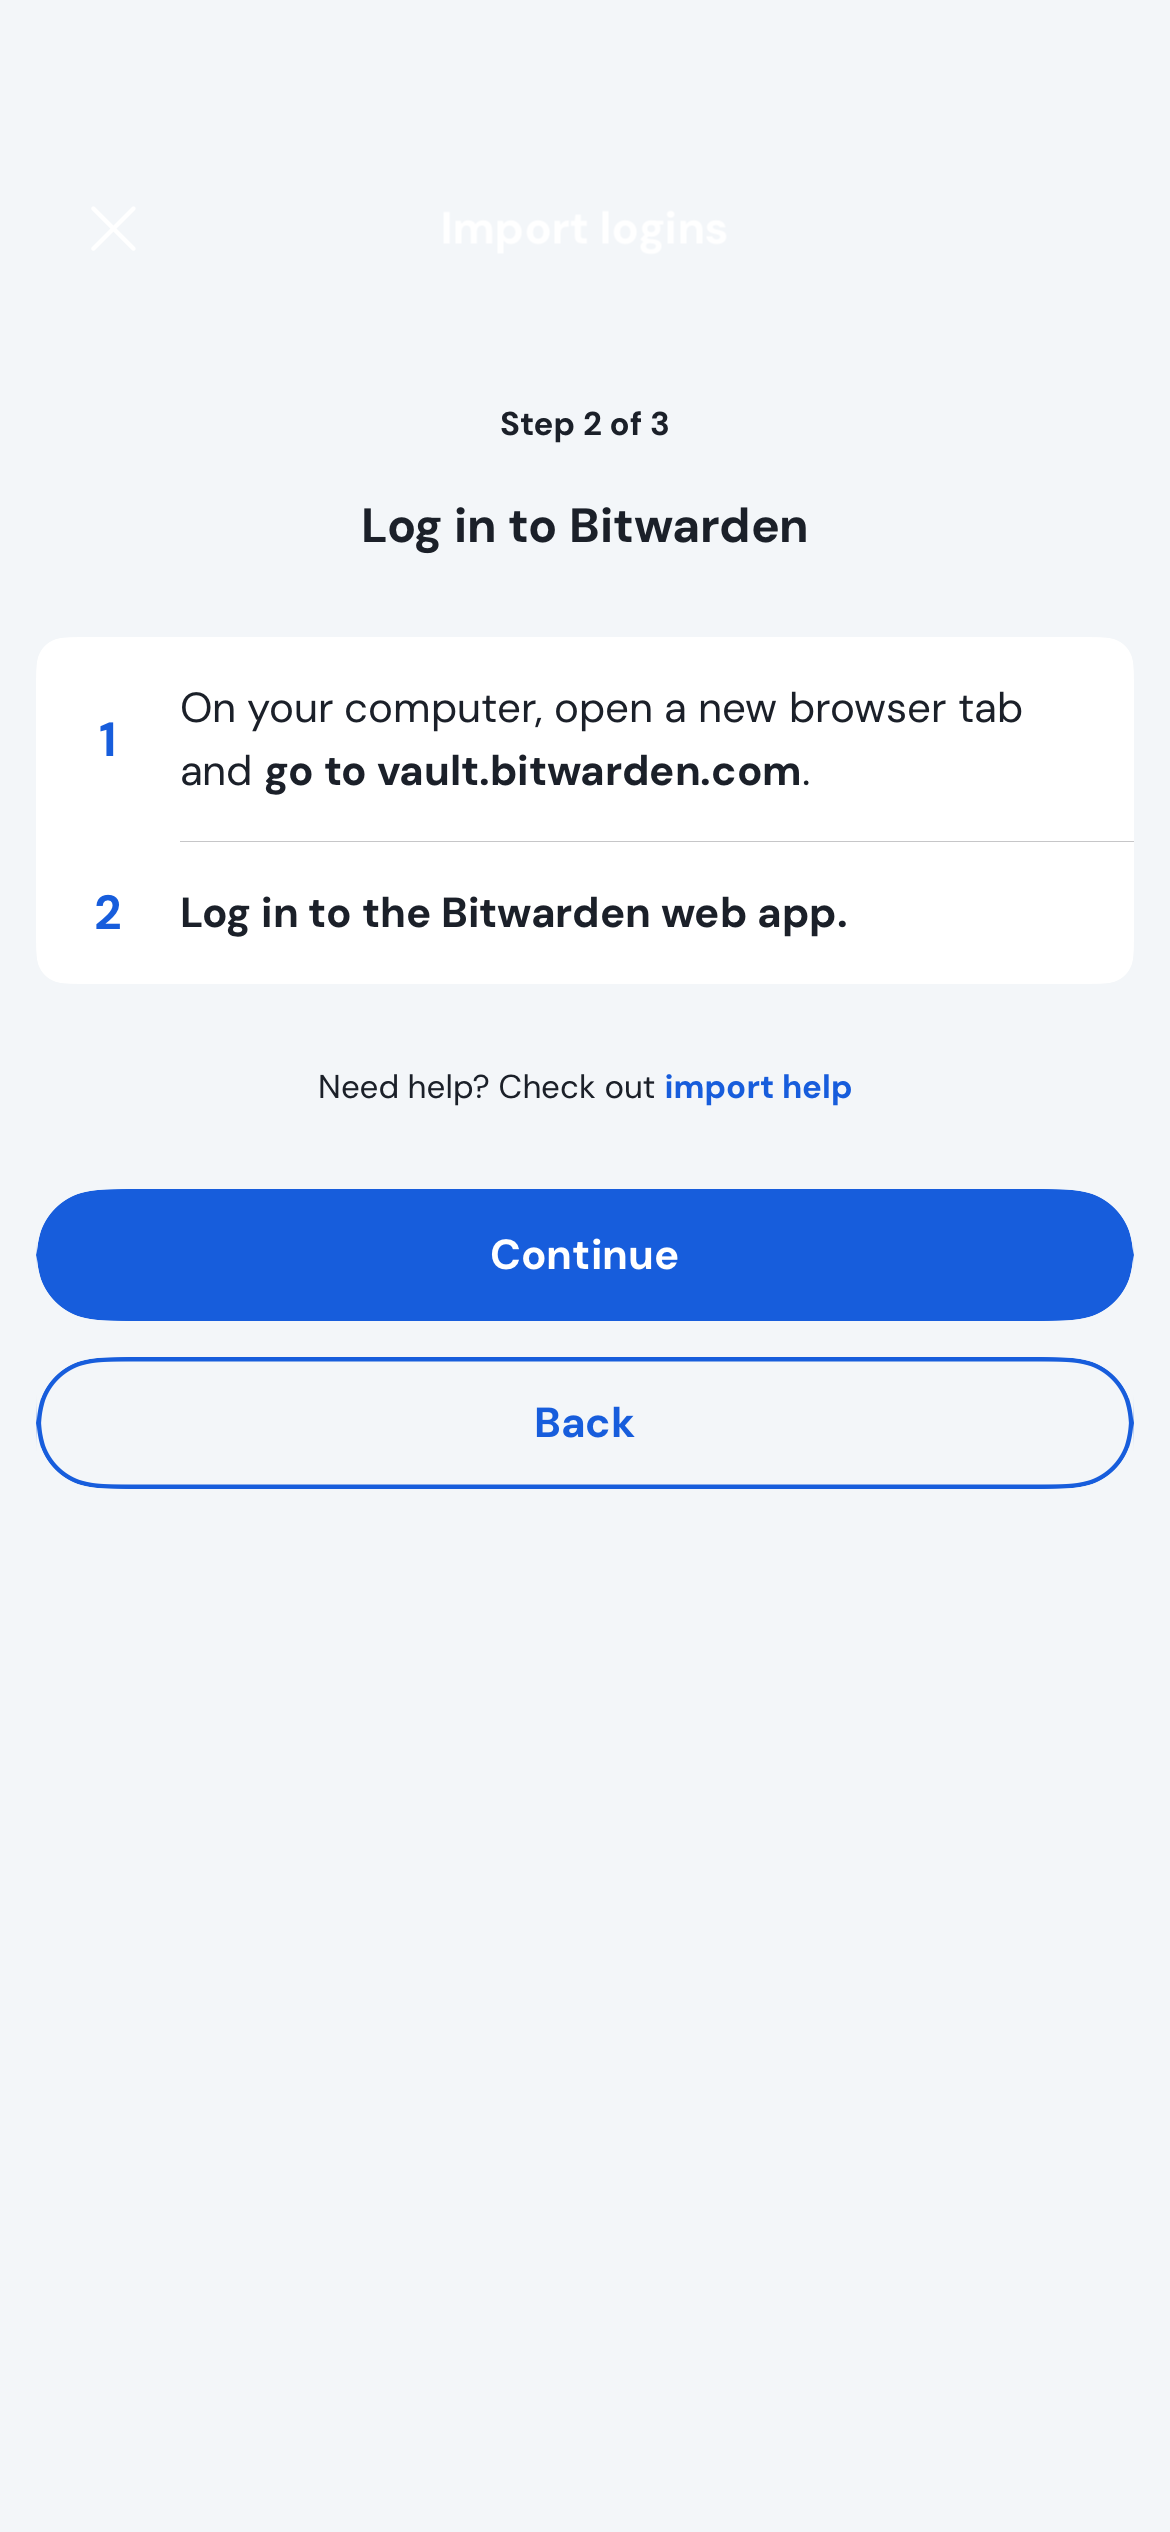 Import logins
Step 2 of 3
Log in to Bitwarden
1
On your computer, open a new browser tab
and go to vault.bitwarden.com.
2
Log in to the Bitwarden web app.
Need help? Check out import help
Continue
Back